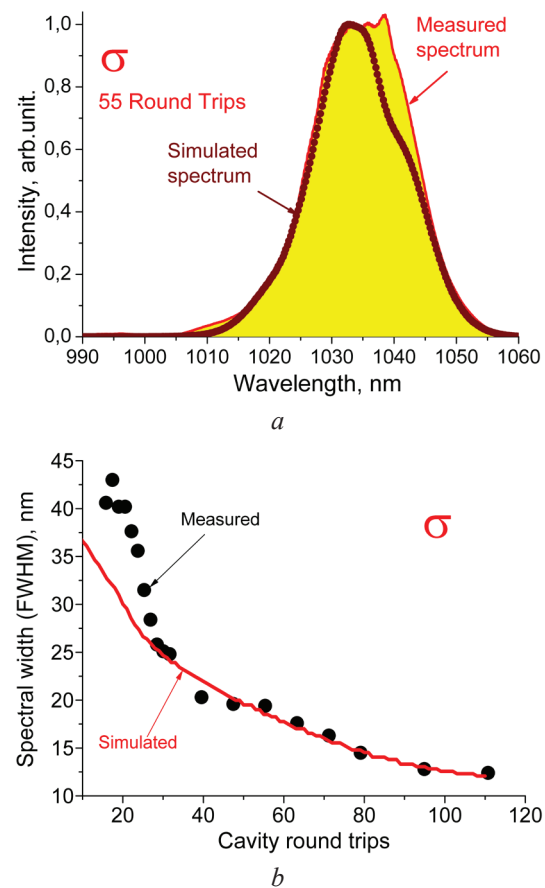 1,0
0,8
0,6
0,4
0,2
0,0
Intensity, arb.unit.
σ
55 Round Trips
Measured
spectrum
Simulated
spectrum
990 1000 1010 1020 1030 1040 1050 1060
Wavelength, nm
a
45
40
35
30
25
20
15
10
Spectral width (FWHM), nm
σ
Measured
Simulated
20 40 60 80 100 120
Cavity round trips
b